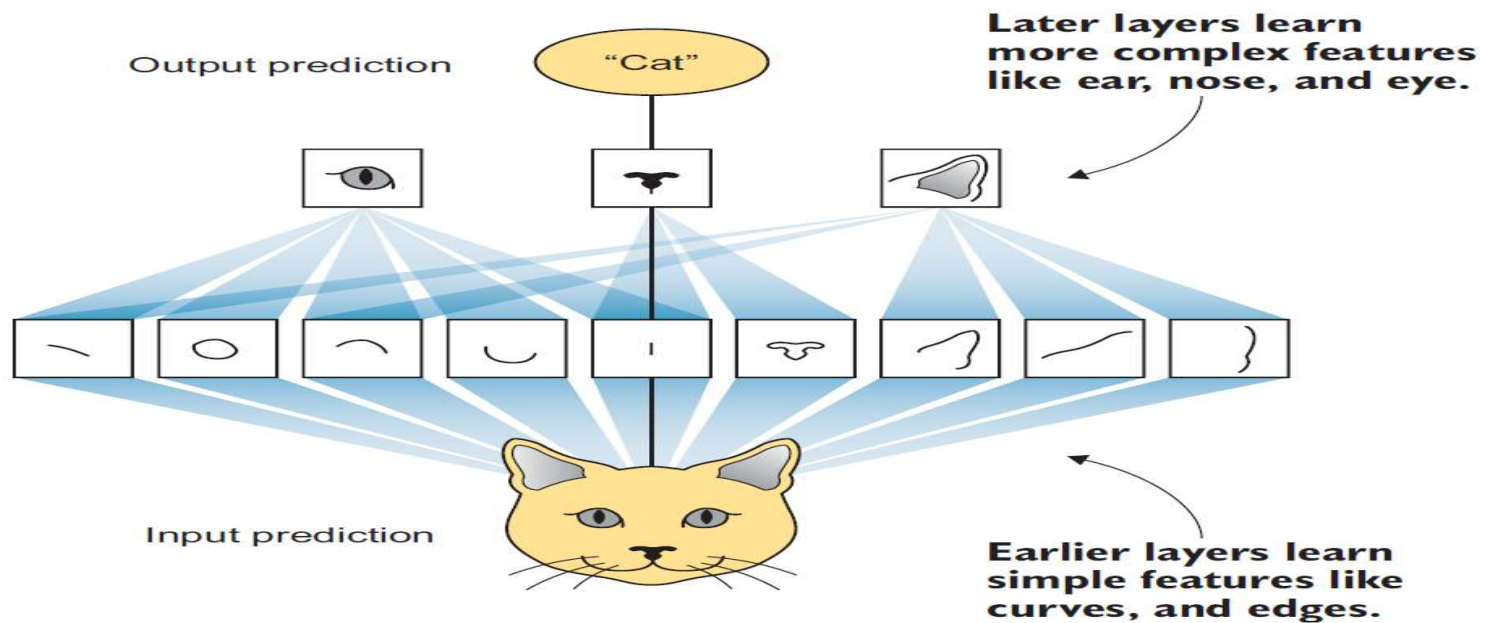 Output prediction
“Cat”
Later layers learn
more complex features
like ear, nose, and eye.
Input prediction
Earlier layers learn
simple features like
curves, and edges.